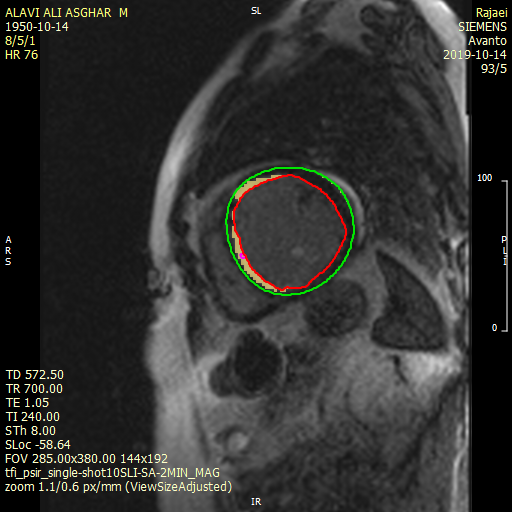 ALAVI ALI ASGHAR M
1950-10-14
8/5/1
HR 76
SL
Rajaei
SIEMENS
Avanto
2019-10-14
93/5
100
A
R
S
P
L
I
0
TD 572.50
TR 700.00
TE 1.05
TI 240.00
STh 8.00
SLoc -58.64
FOV 285.00x380.00 144x192
tfi_psir_single-shot10SLI-SA-2MIN_MAG
zoom 1.1/0.6 px/mm (ViewSizeAdjusted)
IR